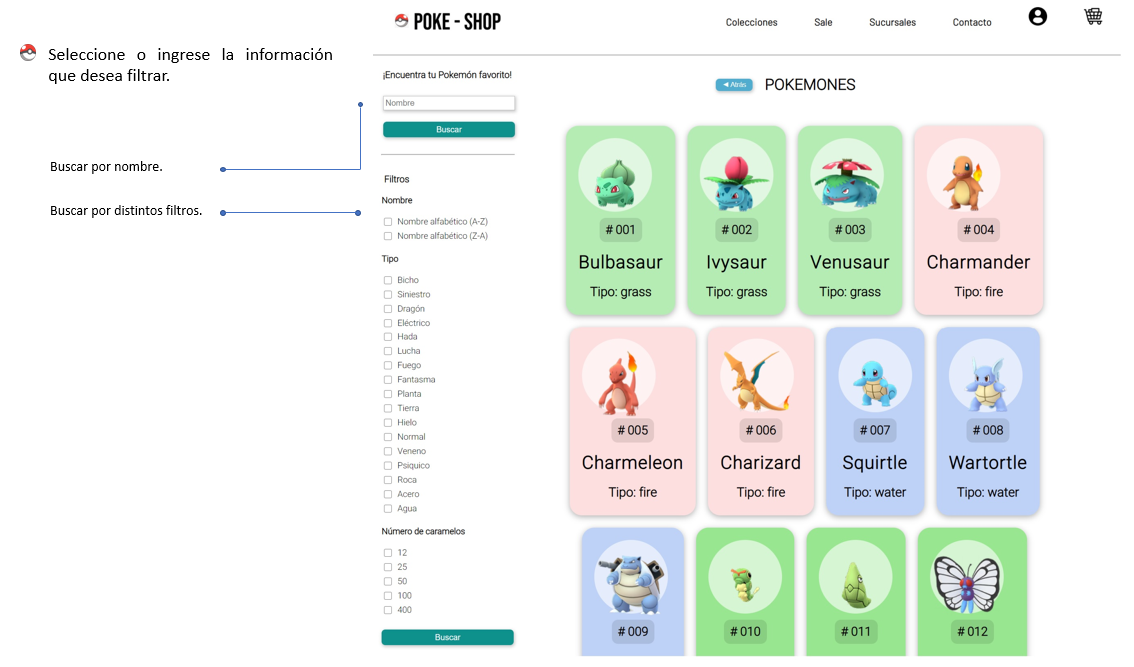 Seleccione o ingrese la información
que desea filtrar.
Buscar por nombre.
Buscar por distintos filtros.
POKE - SHOP
Colecciones
Sale
Sucursales
Contacto
¡Encuentra tu Pokemón favorito!
Nombre
Buscar
Filtros
Nombre
Nombre alfabético (A-Z)
Nombre alfabético (Z-A)
Tipo
Bicho
Siniestro
Dragón
Eléctrico
Hada
Lucha
Fuego
Fantasma
Planta
Tierra
Hielo
Normal
Veneno
Psiquico
Roca
Acero
Agua
Número de caramelos
12
25
50
100
400
Buscar
◄ Atrás
POKEMONES
# 001
Bulbasaur
Tipo: grass
# 002
Ivysaur
Tipo: grass
# 003
Venusaur
Tipo: grass
# 004
Charmander
Tipo: fire
# 005
Charmeleon
Tipo: fire
# 006
Charizard
Tipo: fire
# 007
Squirtle
Tipo: water
# 008
Wartortle
Tipo: water
# 009
# 010
# 011
# 012